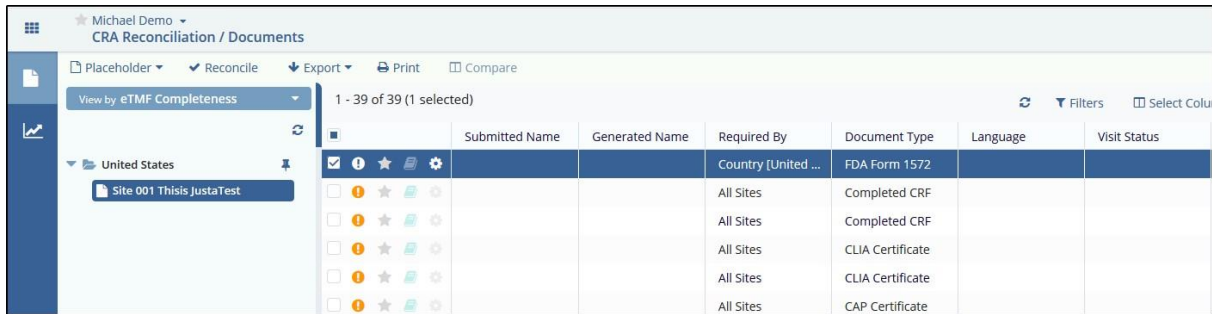 Michael Demo
CRA Reconciliation / Documents
Placeholder Reconcile Export Print Compare
View by eTMF Completeness
1 - 39 of 39 (1 selected) Filters Select Colu
Submitted Name Generated Name Required By Document Type Language Visit Status
United States
Country [United ... FDA Form 1572
Site 001 Thisis JustaTest
All Sites Completed CRF
All Sites Completed CRF
All Sites CLIA Certificate
All Sites CLIA Certificate
All Sites CAP Certificate